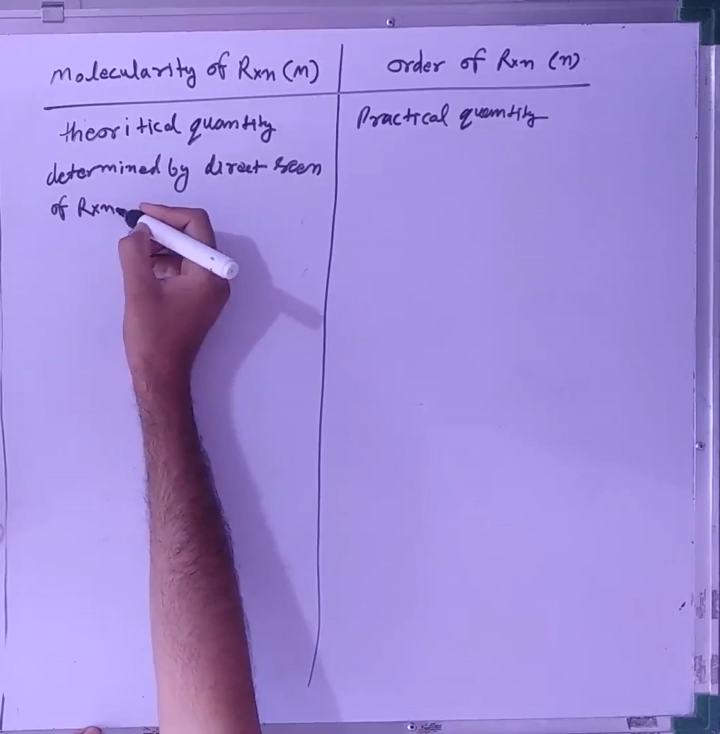 Molecularity of Rxn (M)
order of Rxn (n)
theoritical quantity
Practical quantity
determined by direct seen
of Rxn